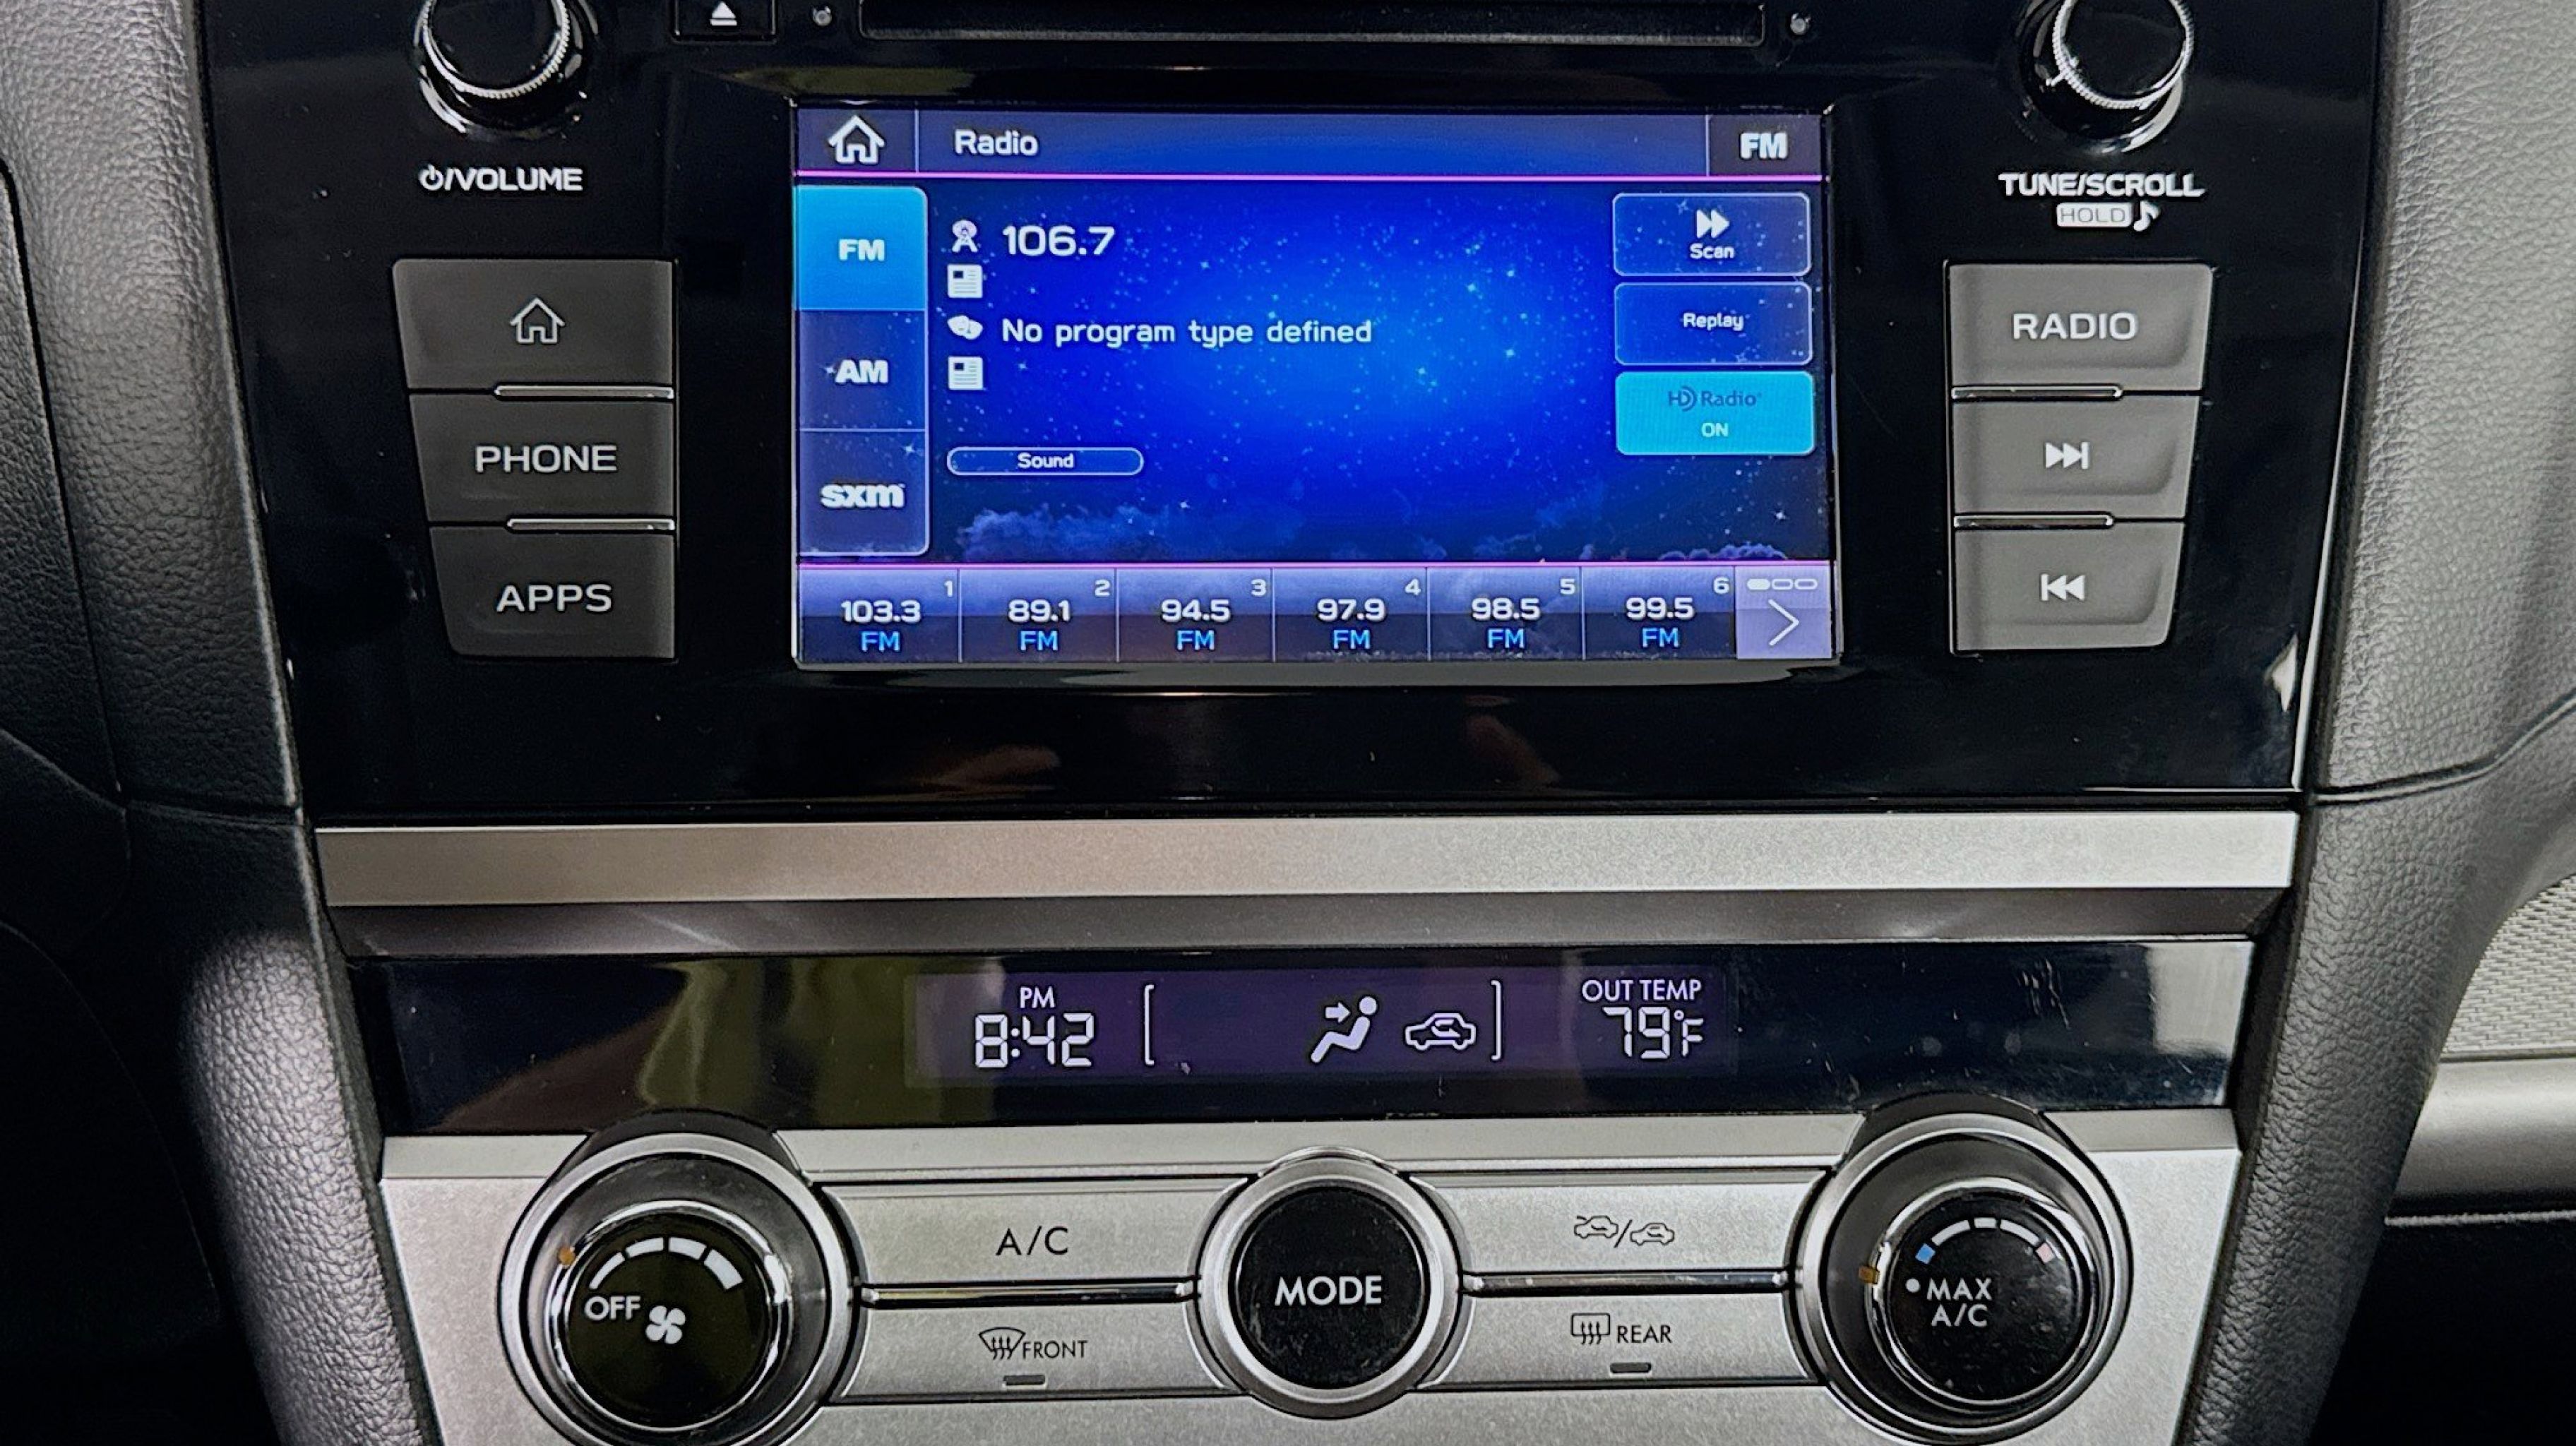 Radio
FM
⏻/VOLUME
TUNE/SCROLL
HOLD
FM
106.7
Scan
No program type defined
Replay
RADIO
AM
HD Radio
ON
PHONE
Sound
sxm
APPS
1 2 3 4 5 6
103.3 89.1 94.5 97.9 98.5 99.5
FM FM FM FM FM FM
PM
8:42
OUT TEMP
79°F
A/C
OFF
MODE
MAX
A/C
FRONT
REAR